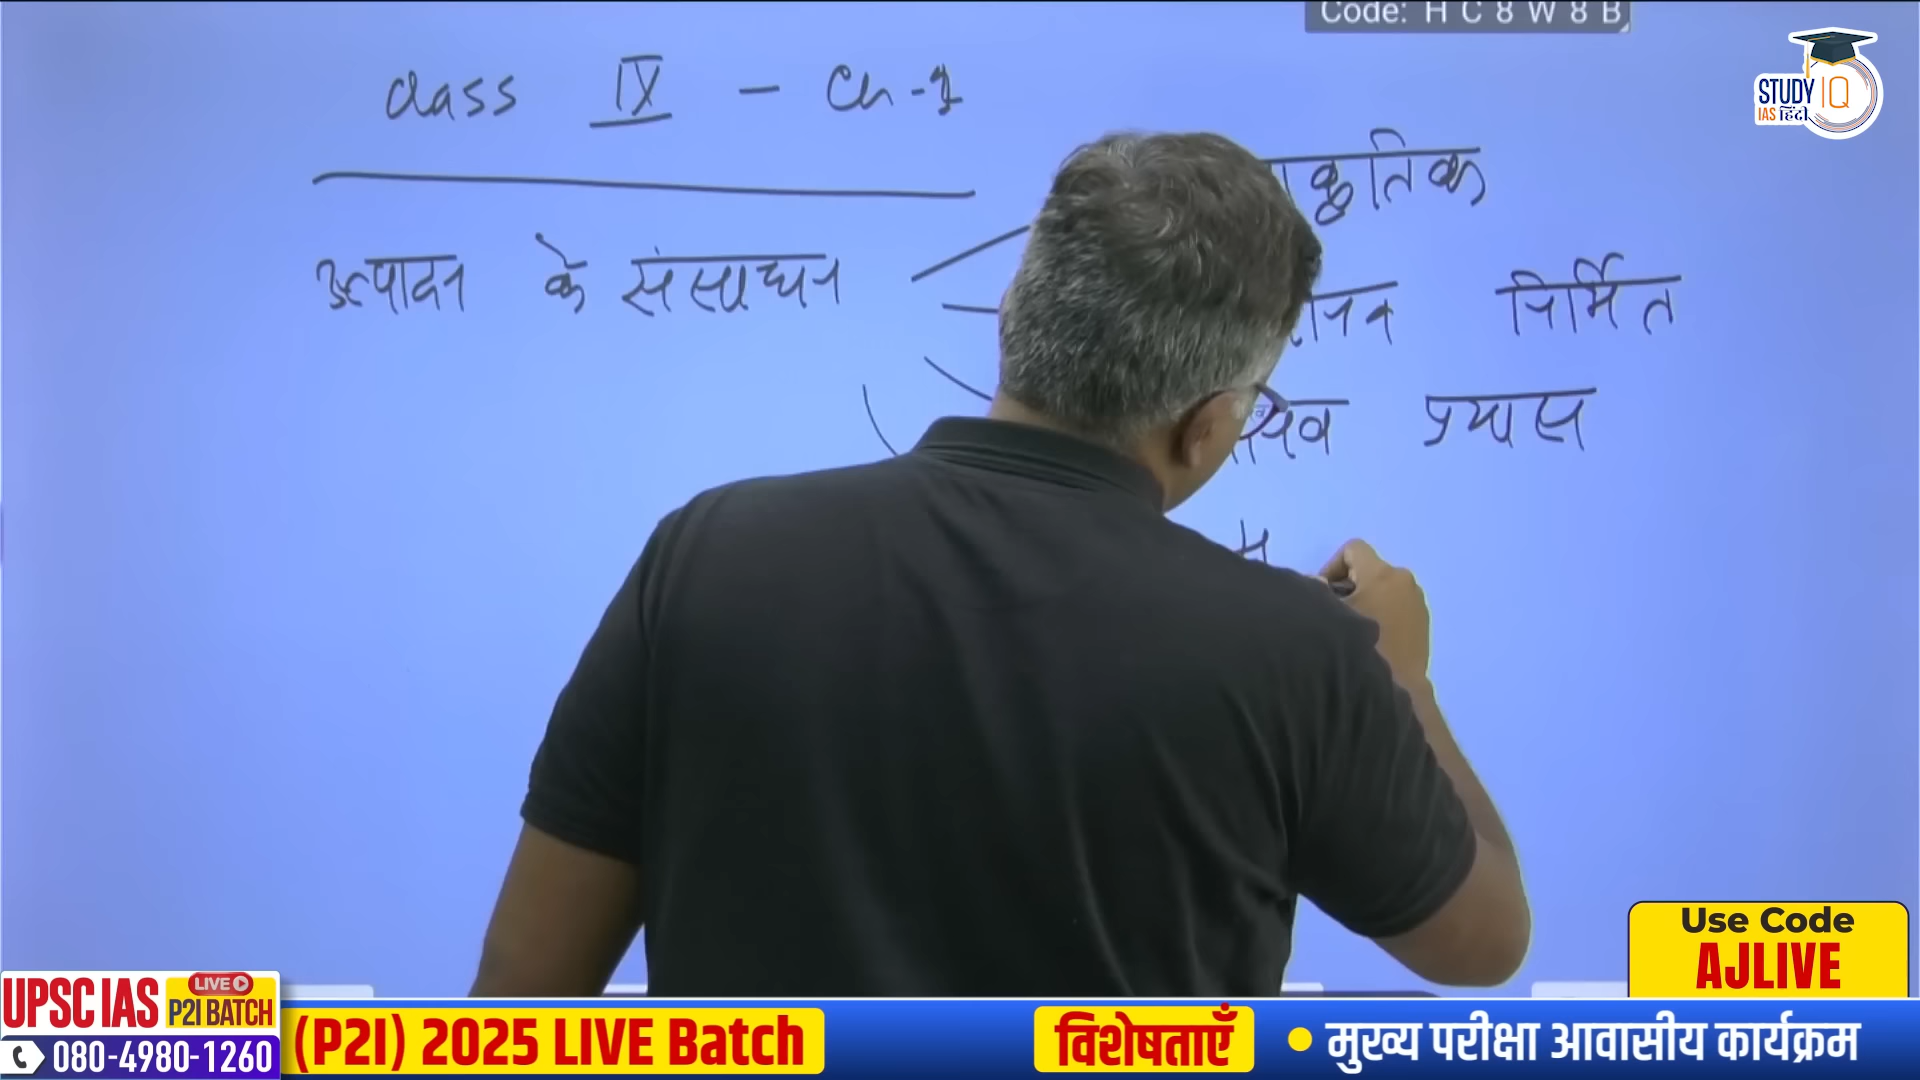 Code: H C 8 W 8 B
STUDY IQ
IAS हिंदी
class IX - Ch-1
उत्पादन के संसाधन
निर्मित
प्रयास
Use Code
AJLIVE
UPSC IAS LIVE P2I BATCH
080-4980-1260
(P2I) 2025 LIVE Batch
विशेषताएँ
मुख्य परीक्षा आवासीय कार्यक्रम